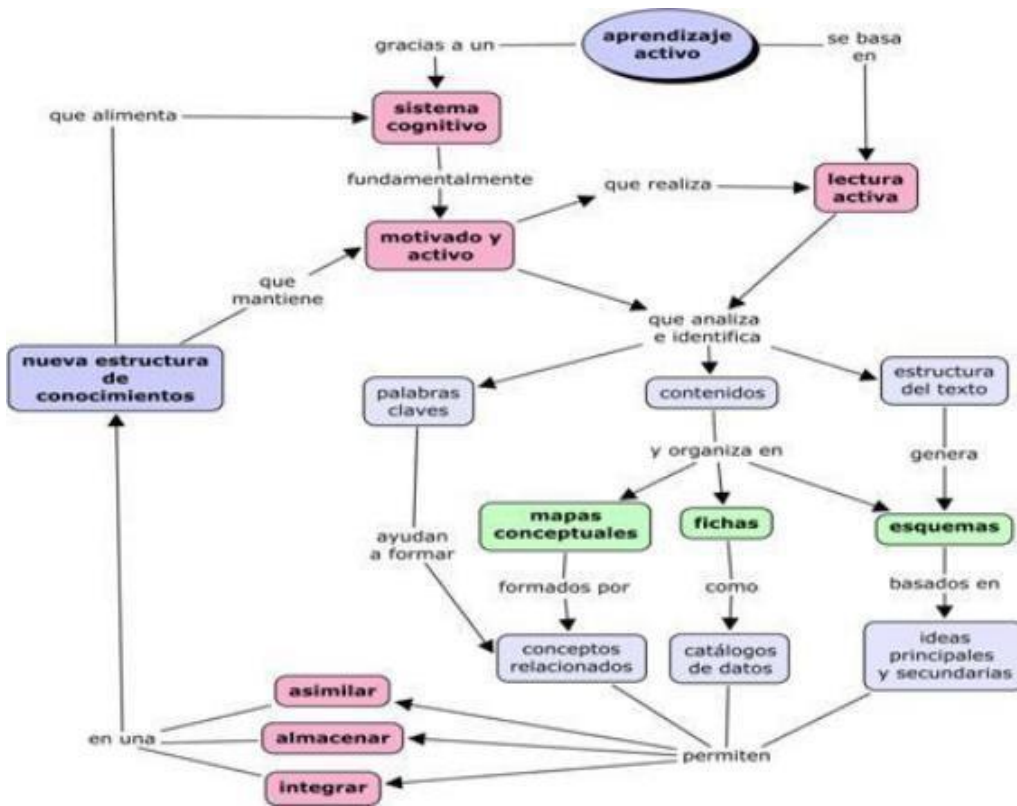 aprendizaje
activo
gracias a un
se basa
en
sistema
cognitivo
que alimenta
fundamentalmente
que realiza
lectura
activa
motivado y
activo
que
mantiene
que analiza
e identifica
nueva estructura
de
conocimientos
palabras
claves
contenidos
estructura
del texto
y organiza en
genera
mapas
conceptuales
fichas
esquemas
ayudan
a formar
formados por
como
basados en
conceptos
relacionados
catálogos
de datos
ideas
principales
y secundarias
asimilar
en una
almacenar
permiten
integrar